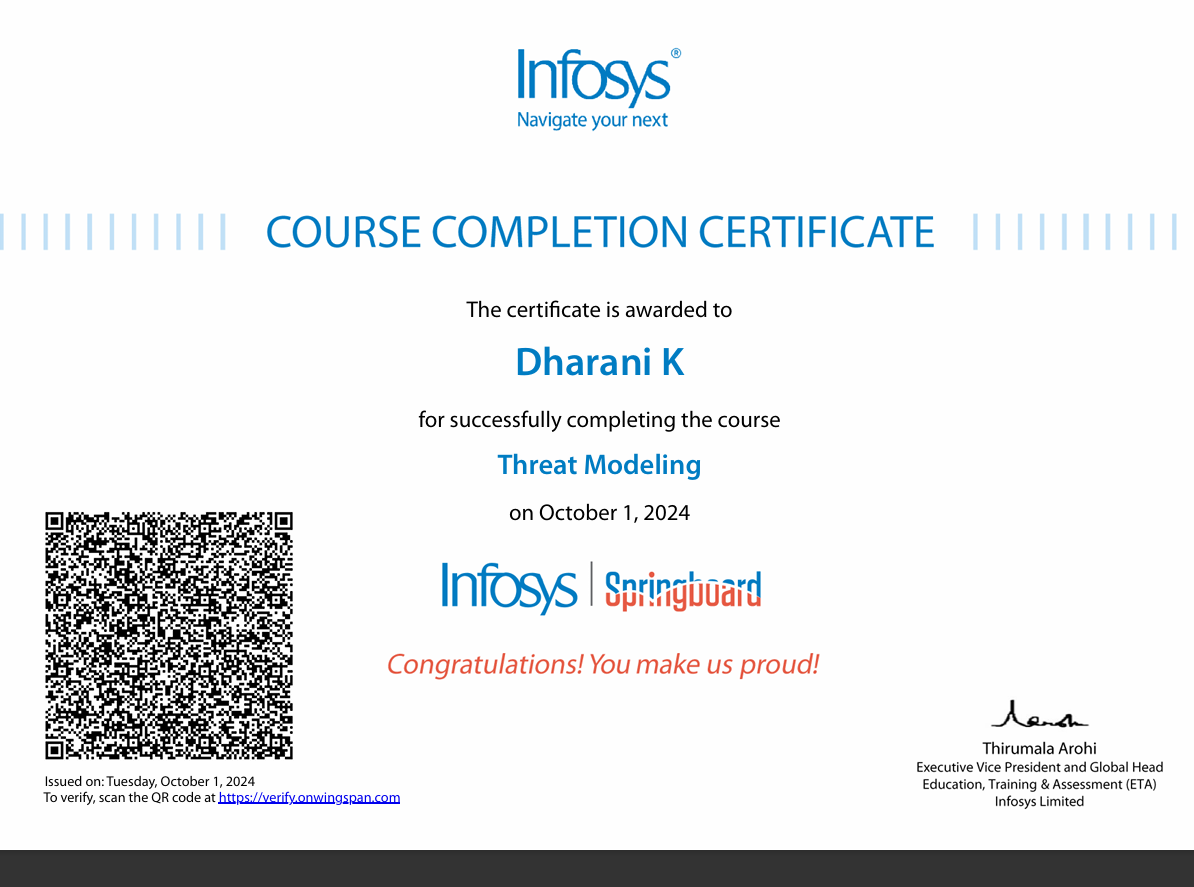 Infosys®
Navigate your next
COURSE COMPLETION CERTIFICATE
The certificate is awarded to
Dharani K
for successfully completing the course
Threat Modeling
on October 1, 2024
Infosys | Springboard
Congratulations! You make us proud!
Issued on: Tuesday, October 1, 2024
To verify, scan the QR code at https://verify.onwingspan.com
Thirumala Arohi
Executive Vice President and Global Head
Education, Training & Assessment (ETA)
Infosys Limited